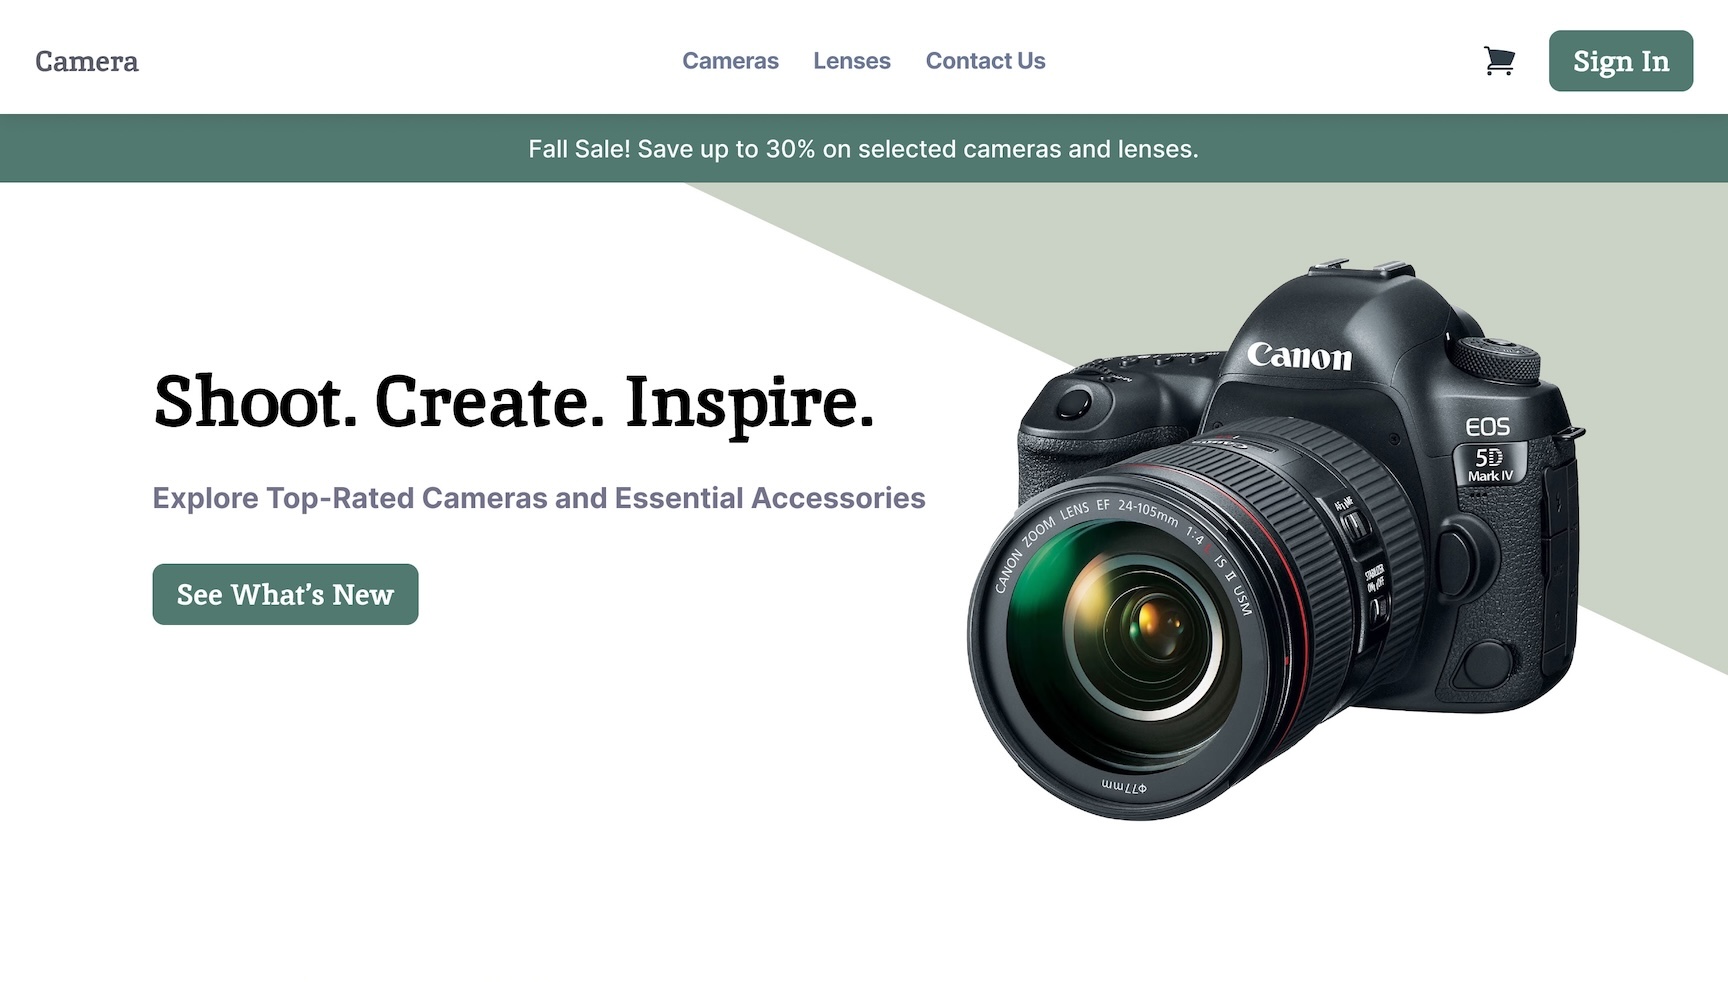 Camera
Cameras
Lenses
Contact Us
Sign In
Fall Sale! Save up to 30% on selected cameras and lenses.
Shoot. Create. Inspire.
Explore Top-Rated Cameras and Essential Accessories
See What's New
Canon
EOS
5D
Mark IV
Canon
AF MF
STABILIZER
ON OFF
CANON ZOOM LENS EF 24-105mm 1:4 L IS II USM
Φ77mm